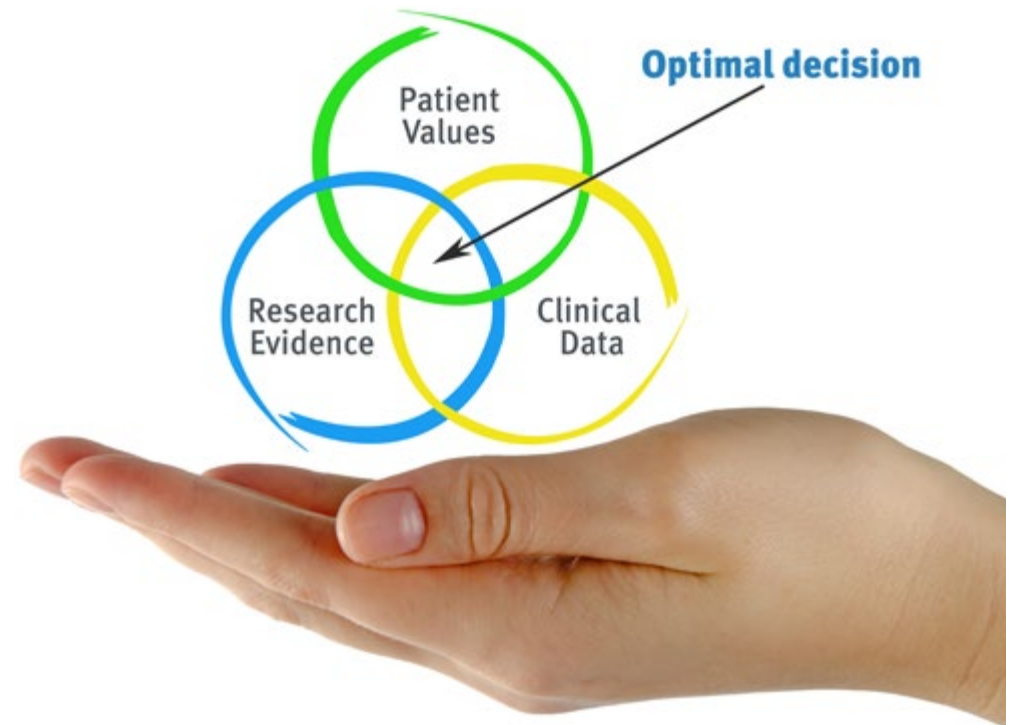 Optimal decision
Patient
Values
Research
Evidence
Clinical
Data